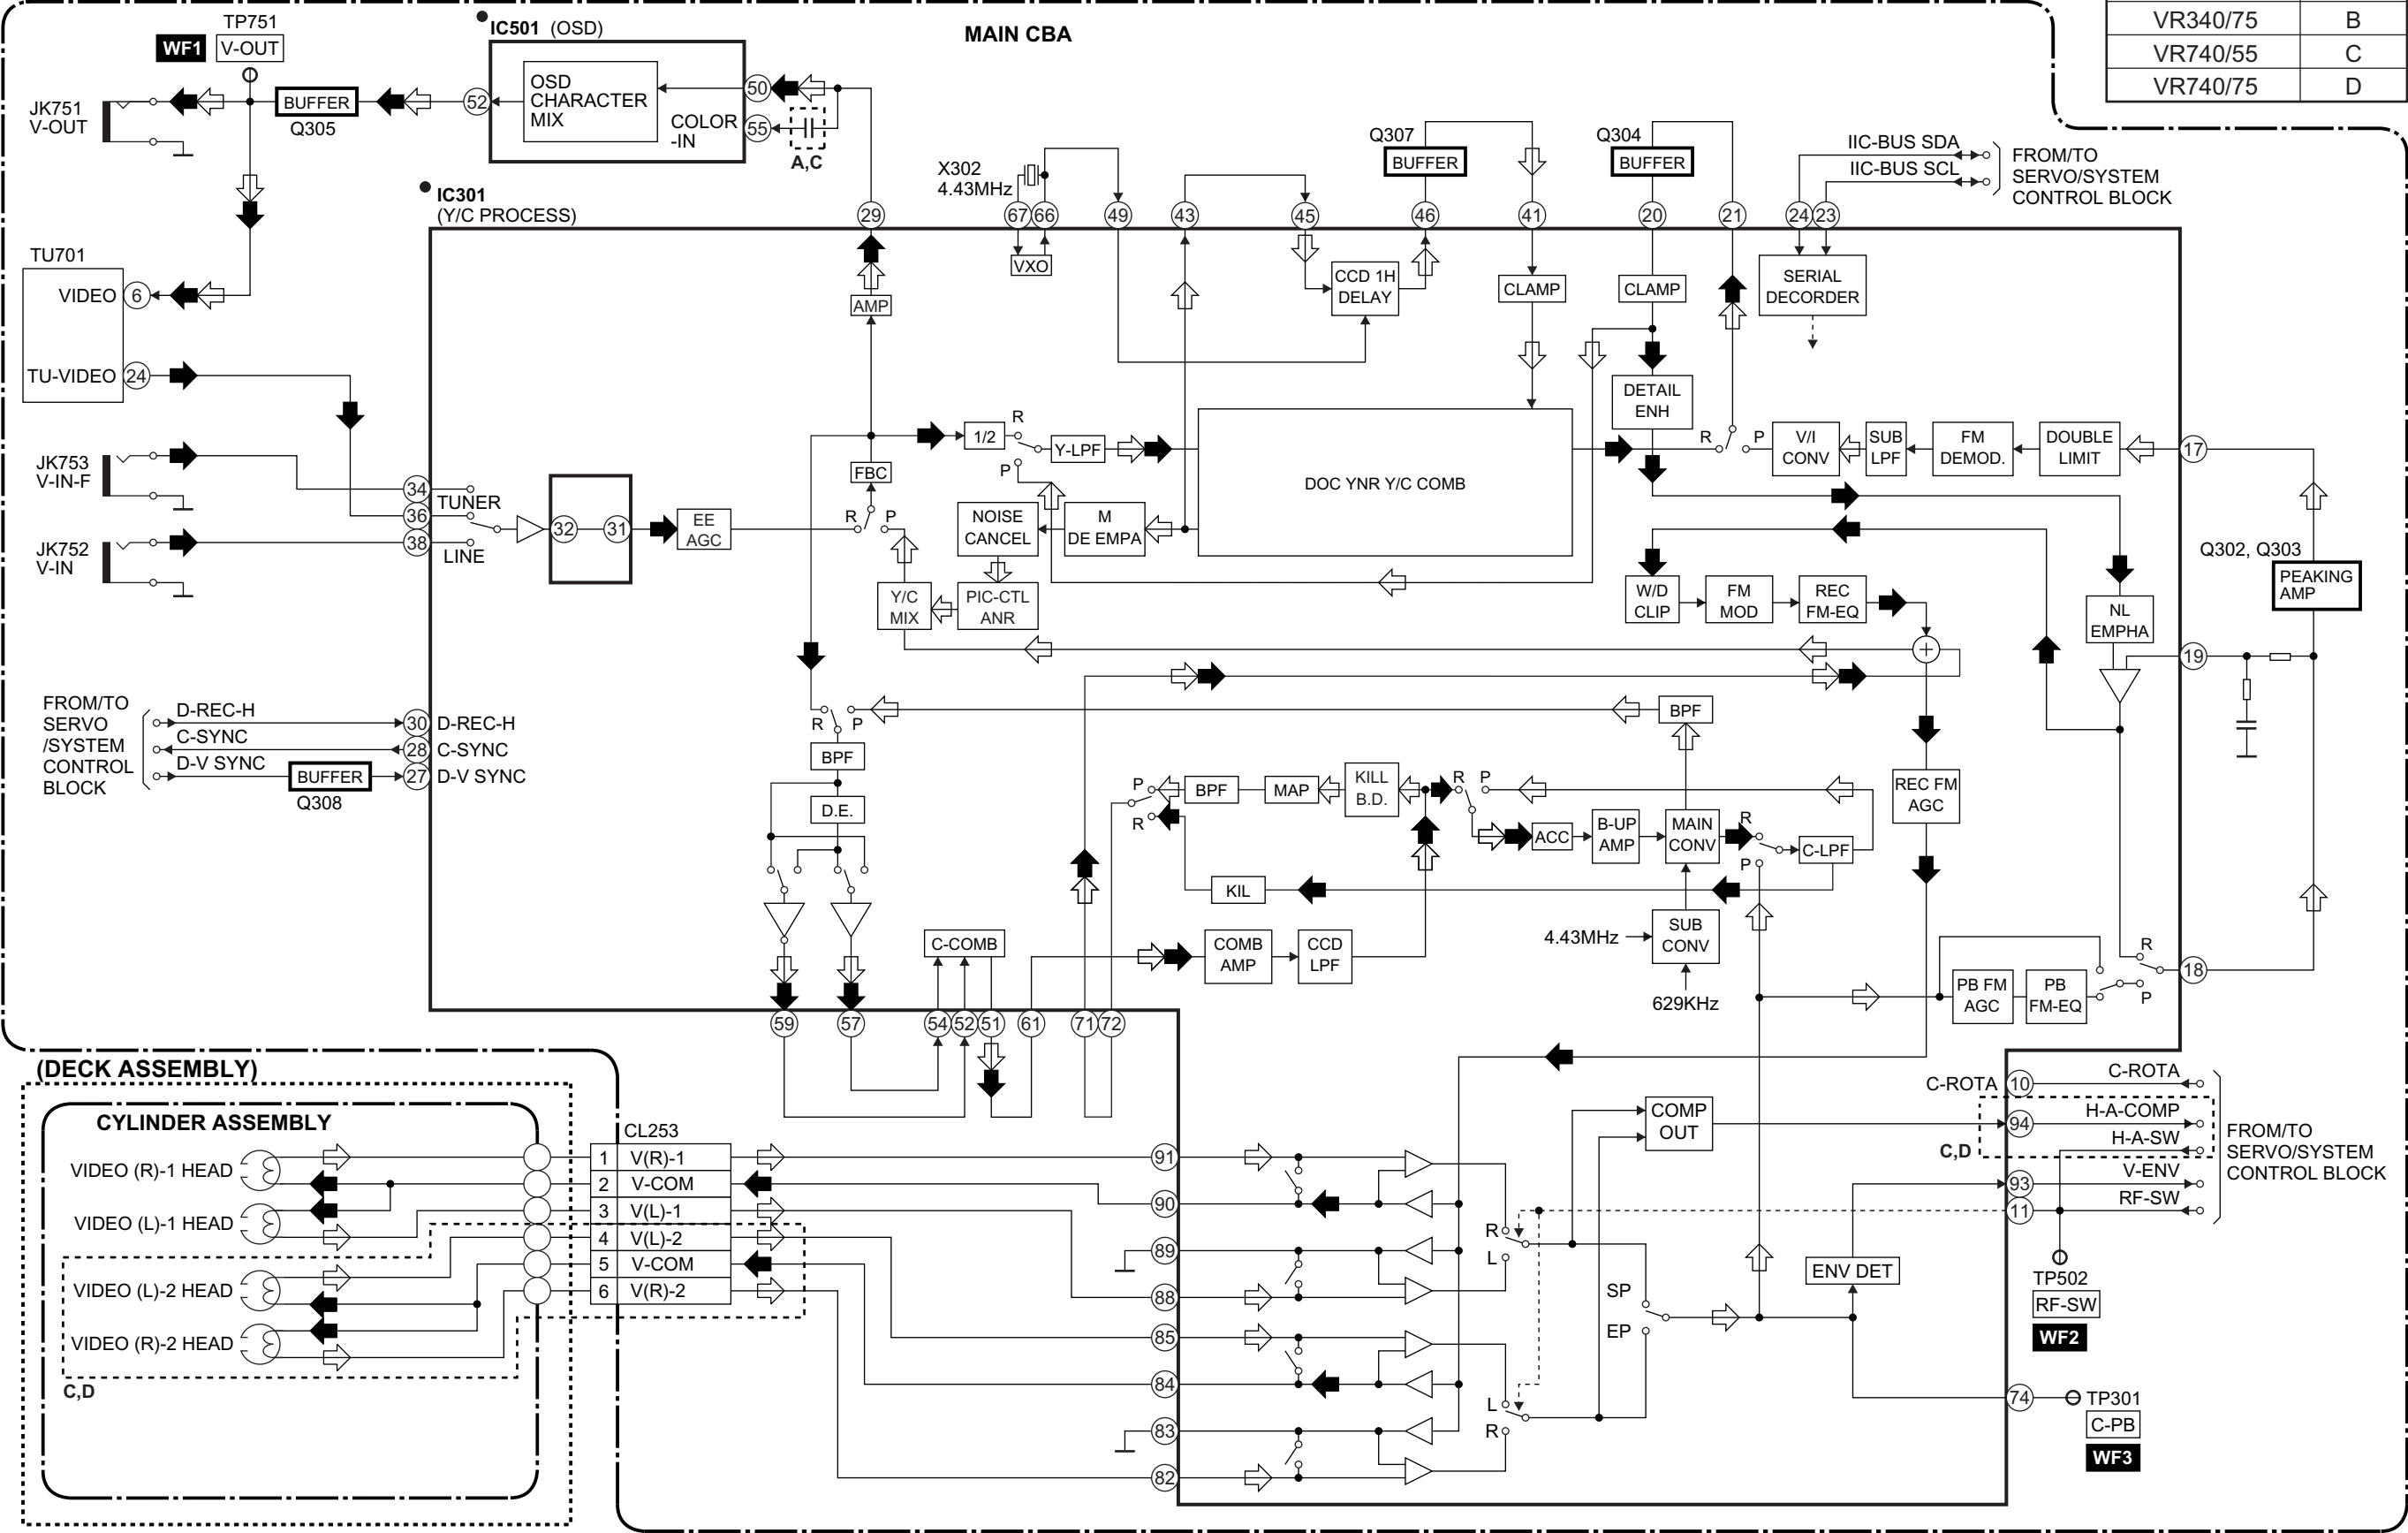 TP751
WF1
V-OUT
IC501 (OSD)
MAIN CBA
VR340/75 B
VR740/55 C
VR740/75 D
JK751
V-OUT
BUFFER
Q305
52
OSD
CHARACTER
MIX
COLOR
-IN
50
55
A,C
IC301
(Y/C PROCESS)
X302
4.43MHz
Q307
BUFFER
Q304
BUFFER
IIC-BUS SDA
IIC-BUS SCL
FROM/TO
SERVO/SYSTEM
CONTROL BLOCK
29
67
66
49
43
45
46
41
20
21
24
23
TU701
VIDEO
6
TU-VIDEO
24
VXO
AMP
CCD 1H
DELAY
CLAMP
CLAMP
SERIAL
DECORDER
DETAIL
ENH
JK753
V-IN-F
JK752
V-IN
34
TUNER
36
38
LINE
32
31
EE
AGC
FBC
R
P
1/2
R
P
Y-LPF
DOC YNR Y/C COMB
NOISE
CANCEL
M
DE EMPA
Y/C
MIX
PIC-CTL
ANR
R
P
V/I
CONV
SUB
LPF
FM
DEMOD.
DOUBLE
LIMIT
17
W/D
CLIP
FM
MOD
REC
FM-EQ
NL
EMPHA
Q302, Q303
PEAKING
AMP
19
+
FROM/TO
SERVO
/SYSTEM
CONTROL
BLOCK
D-REC-H
C-SYNC
D-V SYNC
BUFFER
Q308
30
D-REC-H
28
C-SYNC
27
D-V SYNC
R
P
BPF
D.E.
BPF
P
R
BPF
MAP
KILL
B.D.
R
P
ACC
B-UP
AMP
MAIN
CONV
R
P
C-LPF
REC FM
AGC
KIL
C-COMB
COMB
AMP
CCD
LPF
4.43MHz
SUB
CONV
629KHz
PB FM
AGC
PB
FM-EQ
R
P
18
59
57
54
52
51
61
71
72
(DECK ASSEMBLY)
CYLINDER ASSEMBLY
VIDEO (R)-1 HEAD
VIDEO (L)-1 HEAD
VIDEO (L)-2 HEAD
VIDEO (R)-2 HEAD
C,D
CL253
1 V(R)-1
2 V-COM
3 V(L)-1
4 V(L)-2
5 V-COM
6 V(R)-2
91
90
89
88
85
84
83
82
R
L
L
R
COMP
OUT
SP
EP
ENV DET
C-ROTA
10
C-ROTA
94
H-A-COMP
H-A-SW
C,D
93
V-ENV
11
RF-SW
FROM/TO
SERVO/SYSTEM
CONTROL BLOCK
TP502
RF-SW
WF2
74
TP301
C-PB
WF3